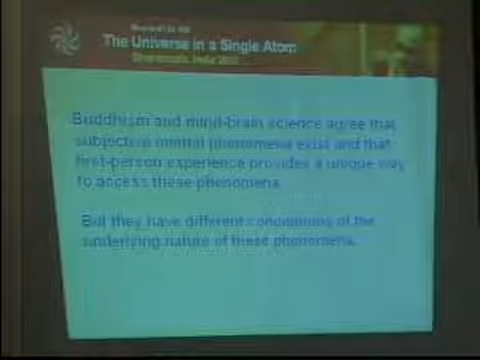 The Universe in a Single Atom
Buddhism and mind-brain science agree that
subjective mental phenomena exist and that
first-person experience provides a unique way
to access these phenomena.
But they have different conceptions of the
underlying nature of these phenomena.